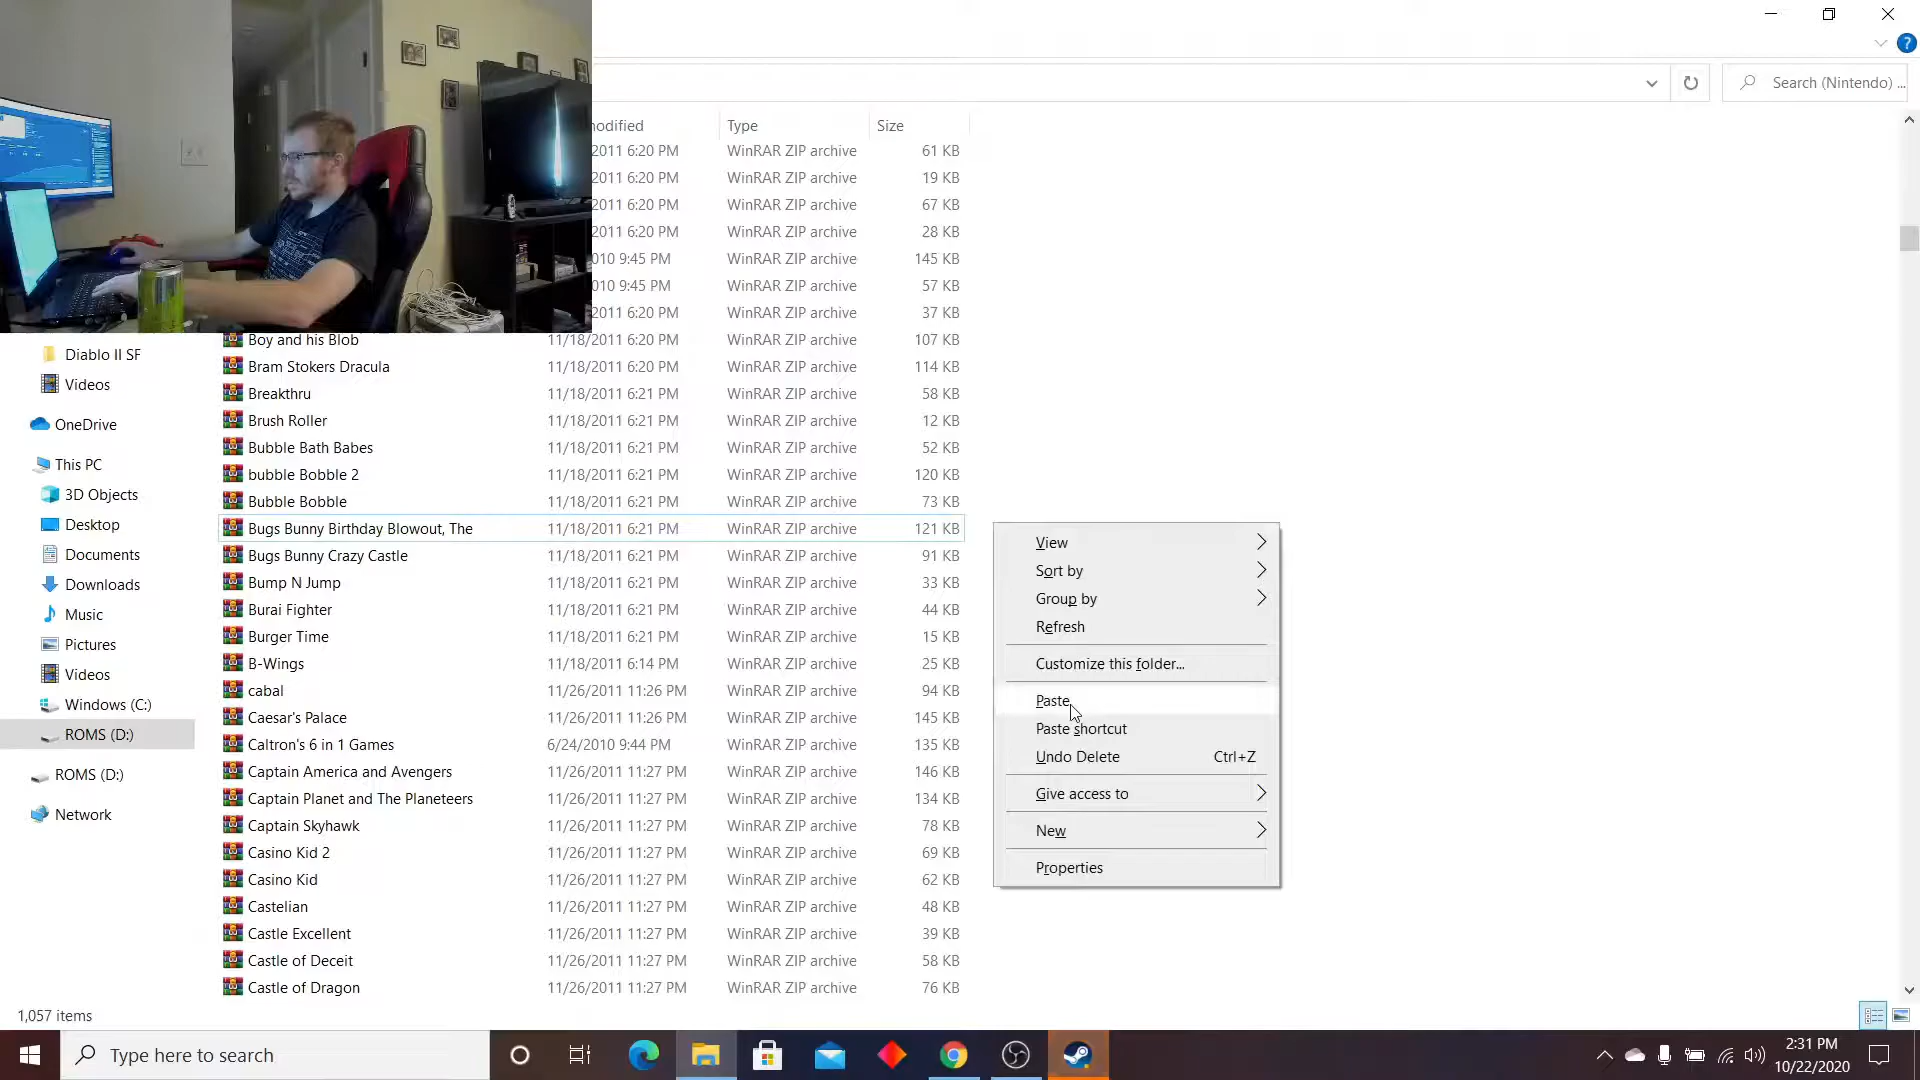 Search (Nintendo) ...
odified Type Size
2011 6:20 PM WinRAR ZIP archive 61 KB
2011 6:20 PM WinRAR ZIP archive 19 KB
2011 6:20 PM WinRAR ZIP archive 67 KB
2011 6:20 PM WinRAR ZIP archive 28 KB
010 9:45 PM WinRAR ZIP archive 145 KB
010 9:45 PM WinRAR ZIP archive 57 KB
2011 6:20 PM WinRAR ZIP archive 37 KB
Boy and his Blob 11/18/2011 6:20 PM WinRAR ZIP archive 107 KB
Bram Stokers Dracula 11/18/2011 6:20 PM WinRAR ZIP archive 114 KB
Breakthru 11/18/2011 6:21 PM WinRAR ZIP archive 58 KB
Brush Roller 11/18/2011 6:21 PM WinRAR ZIP archive 12 KB
Bubble Bath Babes 11/18/2011 6:21 PM WinRAR ZIP archive 52 KB
bubble Bobble 2 11/18/2011 6:21 PM WinRAR ZIP archive 120 KB
Bubble Bobble 11/18/2011 6:21 PM WinRAR ZIP archive 73 KB
Bugs Bunny Birthday Blowout, The 11/18/2011 6:21 PM WinRAR ZIP archive 121 KB
Bugs Bunny Crazy Castle 11/18/2011 6:21 PM WinRAR ZIP archive 91 KB
Bump N Jump 11/18/2011 6:21 PM WinRAR ZIP archive 33 KB
Burai Fighter 11/18/2011 6:21 PM WinRAR ZIP archive 44 KB
Burger Time 11/18/2011 6:21 PM WinRAR ZIP archive 15 KB
B-Wings 11/18/2011 6:14 PM WinRAR ZIP archive 25 KB
cabal 11/26/2011 11:26 PM WinRAR ZIP archive 94 KB
Caesar's Palace 11/26/2011 11:26 PM WinRAR ZIP archive 145 KB
Caltron's 6 in 1 Games 6/24/2010 9:44 PM WinRAR ZIP archive 135 KB
Captain America and Avengers 11/26/2011 11:27 PM WinRAR ZIP archive 146 KB
Captain Planet and The Planeteers 11/26/2011 11:27 PM WinRAR ZIP archive 134 KB
Captain Skyhawk 11/26/2011 11:27 PM WinRAR ZIP archive 78 KB
Casino Kid 2 11/26/2011 11:27 PM WinRAR ZIP archive 69 KB
Casino Kid 11/26/2011 11:27 PM WinRAR ZIP archive 62 KB
Castelian 11/26/2011 11:27 PM WinRAR ZIP archive 48 KB
Castle Excellent 11/26/2011 11:27 PM WinRAR ZIP archive 39 KB
Castle of Deceit 11/26/2011 11:27 PM WinRAR ZIP archive 58 KB
Castle of Dragon 11/26/2011 11:27 PM WinRAR ZIP archive 76 KB
Diablo II SF
Videos
OneDrive
This PC
3D Objects
Desktop
Documents
Downloads
Music
Pictures
Videos
Windows (C:)
ROMS (D:)
ROMS (D:)
Network
View
Sort by
Group by
Refresh
Customize this folder...
Paste
Paste shortcut
Undo Delete Ctrl+Z
Give access to
New
Properties
1,057 items
Type here to search
2:31 PM
10/22/2020